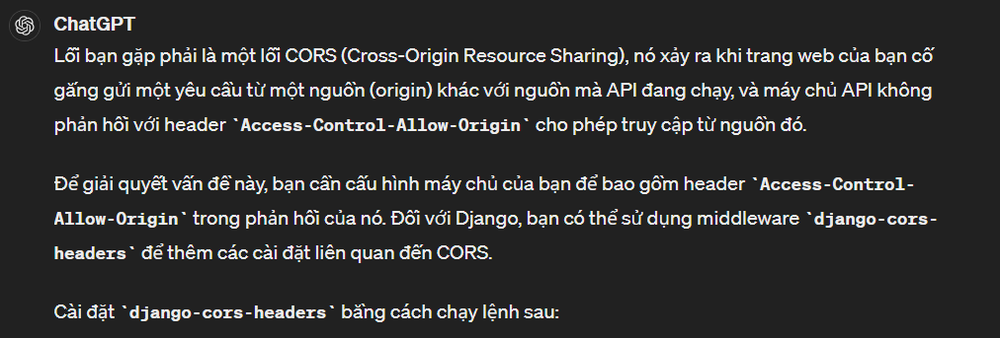 ChatGPT
Lỗi bạn gặp phải là một lỗi CORS (Cross-Origin Resource Sharing), nó xảy ra khi trang web của bạn cố
gắng gửi một yêu cầu từ một nguồn (origin) khác với nguồn mà API đang chạy, và máy chủ API không
phản hồi với header `Access-Control-Allow-Origin` cho phép truy cập từ nguồn đó.
Để giải quyết vấn đề này, bạn cần cấu hình máy chủ của bạn để bao gồm header `Access-Control-
Allow-Origin` trong phản hồi của nó. Đối với Django, bạn có thể sử dụng middleware `django-cors-
headers` để thêm các cài đặt liên quan đến CORS.
Cài đặt `django-cors-headers` bằng cách chạy lệnh sau: